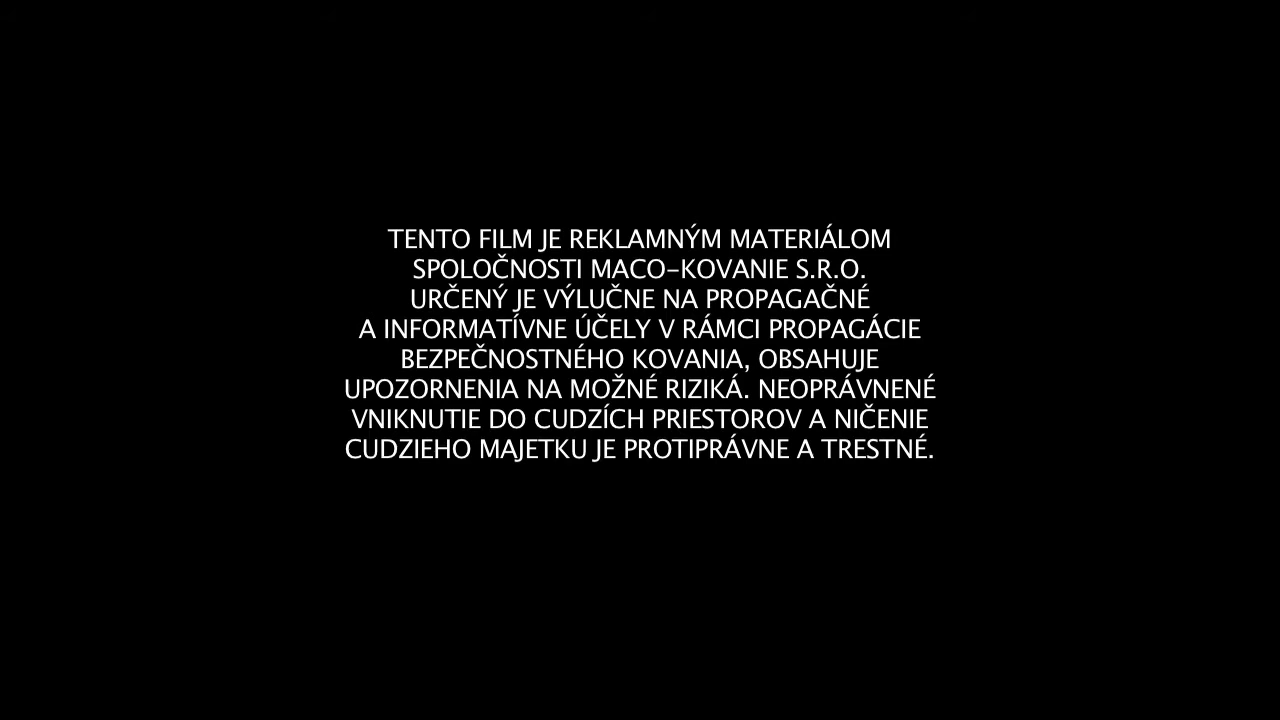 TENTO FILM JE REKLAMNÝM MATERIÁLOM
SPOLOČNOSTI MACO-KOVANIE S.R.O.
URČENÝ JE VÝLUČNE NA PROPAGAČNÉ
A INFORMATÍVNE ÚČELY V RÁMCI PROPAGÁCIE
BEZPEČNOSTNÉHO KOVANIA, OBSAHUJE
UPOZORNENIA NA MOŽNÉ RIZIKÁ. NEOPRÁVNENÉ
VNIKNUTIE DO CUDZÍCH PRIESTOROV A NIČENIE
CUDZIEHO MAJETKU JE PROTIPRÁVNE A TRESTNÉ.